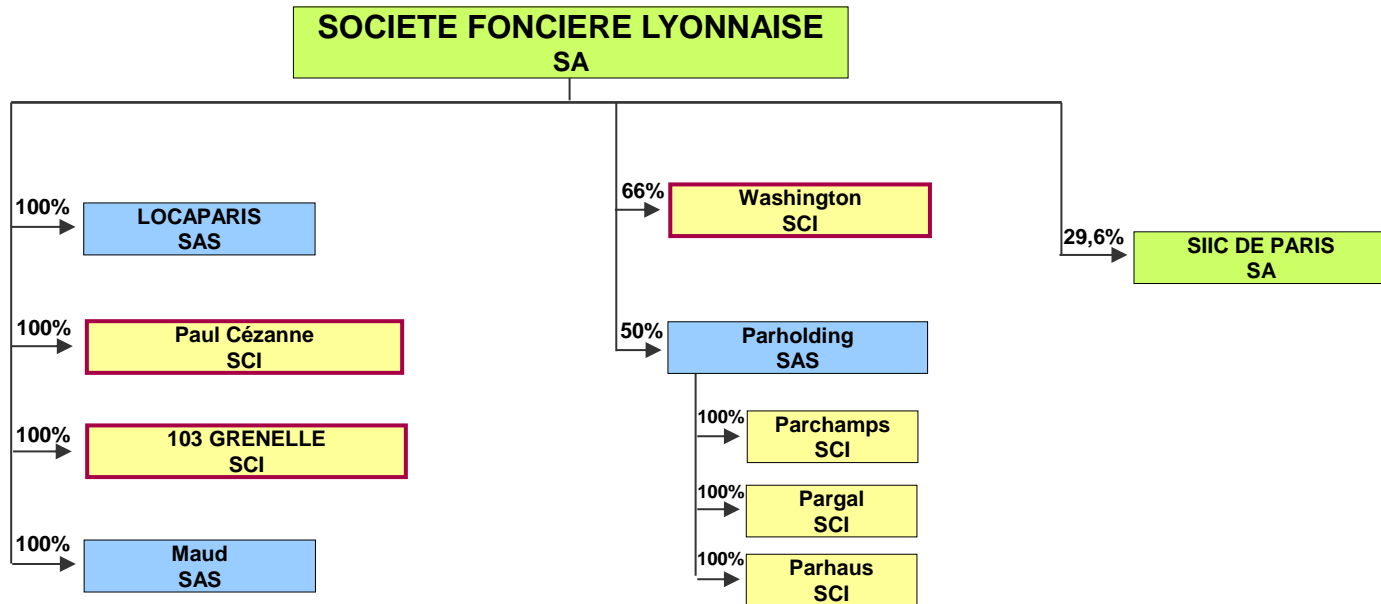 SOCIETE FONCIERE LYONNAISE
SA
100%
LOCAPARIS
SAS
100%
Paul Cézanne
SCI
100%
103 GRENELLE
SCI
100%
Maud
SAS
66%
Washington
SCI
50%
Parholding
SAS
100%
Parchamps
SCI
100%
Pargal
SCI
100%
Parhaus
SCI
29,6%
SIIC DE PARIS
SA